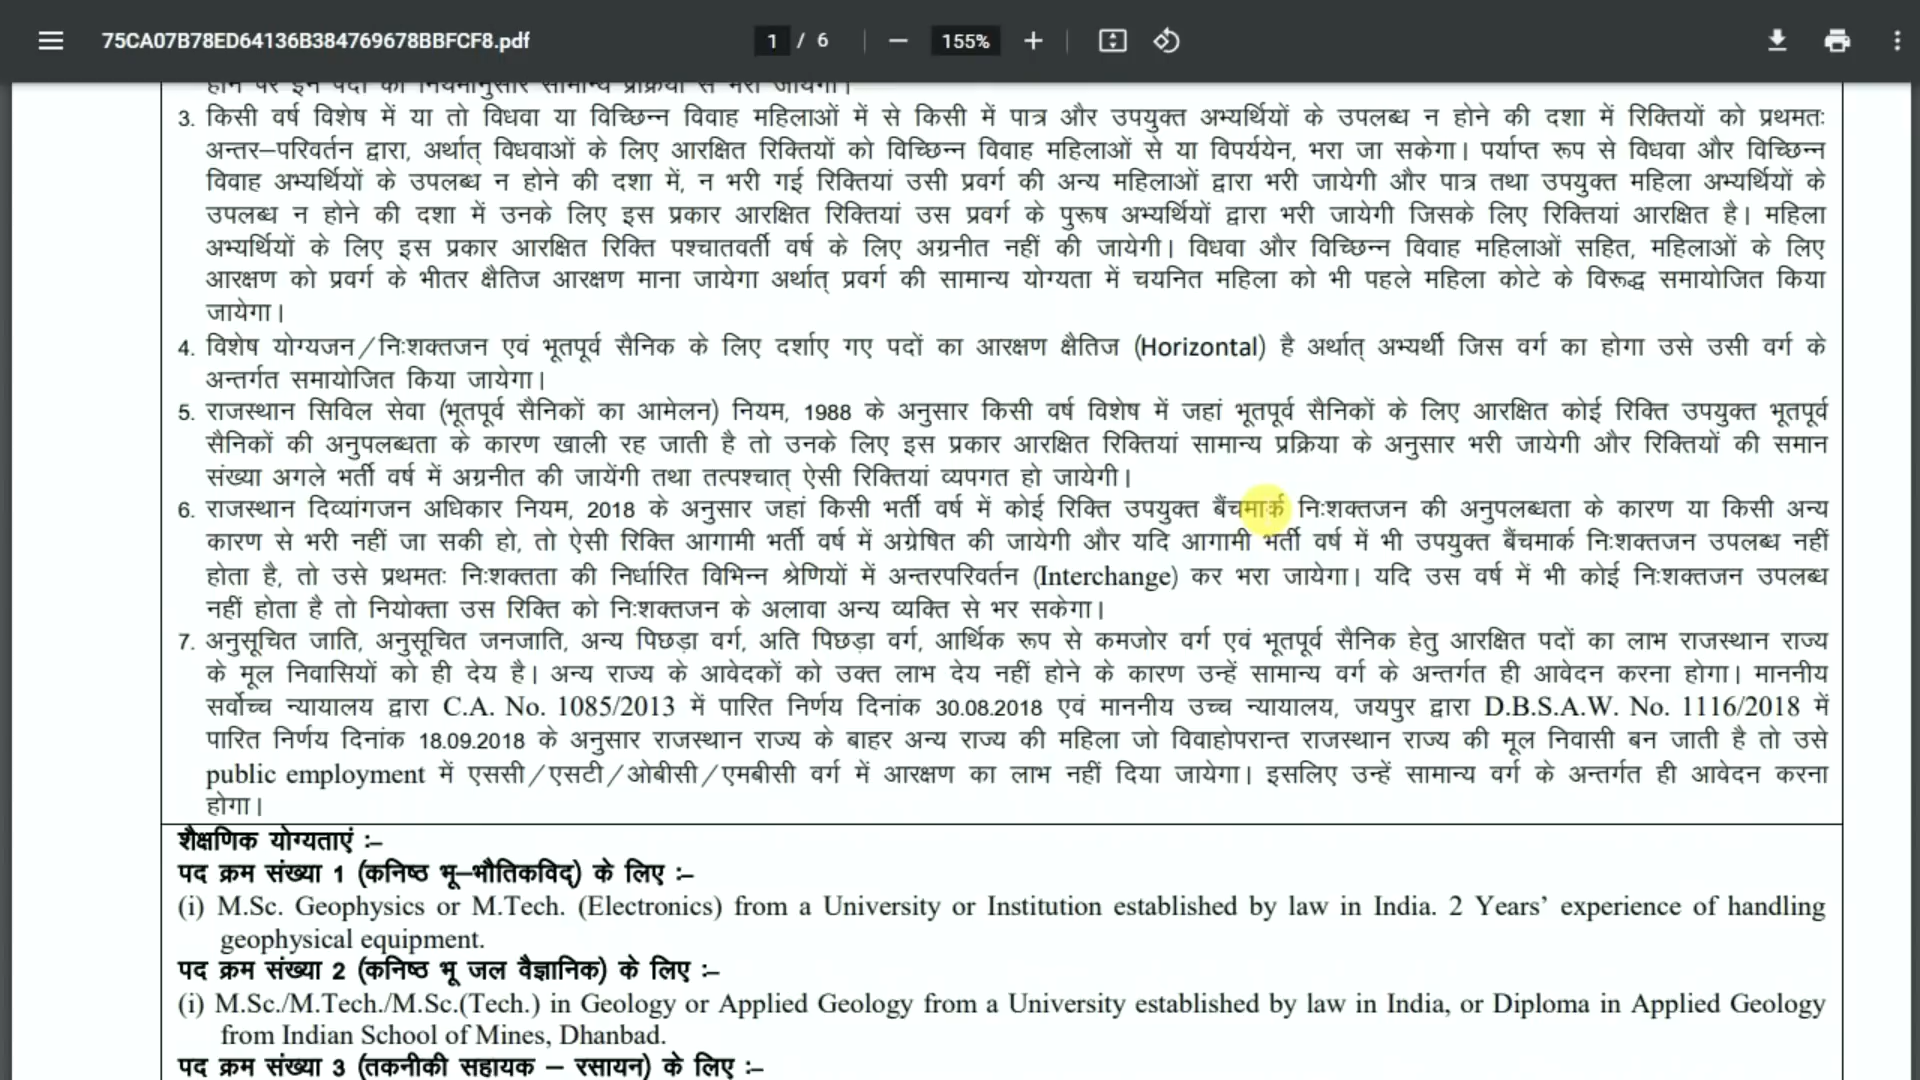 75CA07B78ED64136B384769678BBFCF8.pdf
1 / 6
155%
होने पर इन पदों को नियमानुसार सामान्य प्रक्रिया से भरा जायेगा।
3. किसी वर्ष विशेष में या तो विधवा या विच्छिन्न विवाह महिलाओं में से किसी में पात्र और उपयुक्त अभ्यर्थियों के उपलब्ध न होने की दशा में रिक्तियों को प्रथमतः
अन्तर–परिवर्तन द्वारा, अर्थात् विधवाओं के लिए आरक्षित रिक्तियों को विच्छिन्न विवाह महिलाओं से या विपर्ययेन, भरा जा सकेगा। पर्याप्त रूप से विधवा और विच्छिन्न
विवाह अभ्यर्थियों के उपलब्ध न होने की दशा में, न भरी गई रिक्तियां उसी प्रवर्ग की अन्य महिलाओं द्वारा भरी जायेगी और पात्र तथा उपयुक्त महिला अभ्यर्थियों के
उपलब्ध न होने की दशा में उनके लिए इस प्रकार आरक्षित रिक्तियां उस प्रवर्ग के पुरूष अभ्यर्थियों द्वारा भरी जायेगी जिसके लिए रिक्तियां आरक्षित है। महिला
अभ्यर्थियों के लिए इस प्रकार आरक्षित रिक्ति पश्चातवर्ती वर्ष के लिए अग्रनीत नहीं की जायेगी। विधवा और विच्छिन्न विवाह महिलाओं सहित, महिलाओं के लिए
आरक्षण को प्रवर्ग के भीतर क्षैतिज आरक्षण माना जायेगा अर्थात् प्रवर्ग की सामान्य योग्यता में चयनित महिला को भी पहले महिला कोटे के विरूद्ध समायोजित किया
जायेगा।
4. विशेष योग्यजन/निःशक्तजन एवं भूतपूर्व सैनिक के लिए दर्शाए गए पदों का आरक्षण क्षैतिज (Horizontal) है अर्थात् अभ्यर्थी जिस वर्ग का होगा उसे उसी वर्ग के
अन्तर्गत समायोजित किया जायेगा।
5. राजस्थान सिविल सेवा (भूतपूर्व सैनिकों का आमेलन) नियम, 1988 के अनुसार किसी वर्ष विशेष में जहां भूतपूर्व सैनिकों के लिए आरक्षित कोई रिक्ति उपयुक्त भूतपूर्व
सैनिकों की अनुपलब्धता के कारण खाली रह जाती है तो उनके लिए इस प्रकार आरक्षित रिक्तियां सामान्य प्रक्रिया के अनुसार भरी जायेगी और रिक्तियों की समान
संख्या अगले भर्ती वर्ष में अग्रनीत की जायेंगी तथा तत्पश्चात् ऐसी रिक्तियां व्यपगत हो जायेगी।
6. राजस्थान दिव्यांगजन अधिकार नियम, 2018 के अनुसार जहां किसी भर्ती वर्ष में कोई रिक्ति उपयुक्त बैंचमार्क निःशक्तजन की अनुपलब्धता के कारण या किसी अन्य
कारण से भरी नहीं जा सकी हो, तो ऐसी रिक्ति आगामी भर्ती वर्ष में अग्रेषित की जायेगी और यदि आगामी भर्ती वर्ष में भी उपयुक्त बैंचमार्क निःशक्तजन उपलब्ध नहीं
होता है, तो उसे प्रथमतः निःशक्तता की निर्धारित विभिन्न श्रेणियों में अन्तरपरिवर्तन (Interchange) कर भरा जायेगा। यदि उस वर्ष में भी कोई निःशक्तजन उपलब्ध
नहीं होता है तो नियोक्ता उस रिक्ति को निःशक्तजन के अलावा अन्य व्यक्ति से भर सकेगा।
7. अनुसूचित जाति, अनुसूचित जनजाति, अन्य पिछड़ा वर्ग, अति पिछड़ा वर्ग, आर्थिक रूप से कमजोर वर्ग एवं भूतपूर्व सैनिक हेतु आरक्षित पदों का लाभ राजस्थान राज्य
के मूल निवासियों को ही देय है। अन्य राज्य के आवेदकों को उक्त लाभ देय नहीं होने के कारण उन्हें सामान्य वर्ग के अन्तर्गत ही आवेदन करना होगा। माननीय
सर्वोच्च न्यायालय द्वारा C.A. No. 1085/2013 में पारित निर्णय दिनांक 30.08.2018 एवं माननीय उच्च न्यायालय, जयपुर द्वारा D.B.S.A.W. No. 1116/2018 में
पारित निर्णय दिनांक 18.09.2018 के अनुसार राजस्थान राज्य के बाहर अन्य राज्य की महिला जो विवाहोपरान्त राजस्थान राज्य की मूल निवासी बन जाती है तो उसे
public employment में एससी/एसटी/ओबीसी/एमबीसी वर्ग में आरक्षण का लाभ नहीं दिया जायेगा। इसलिए उन्हें सामान्य वर्ग के अन्तर्गत ही आवेदन करना
होगा।
शैक्षणिक योग्यताएं :–
पद क्रम संख्या 1 (कनिष्ठ भू–भौतिकविद्) के लिए :–
(i) M.Sc. Geophysics or M.Tech. (Electronics) from a University or Institution established by law in India. 2 Years’ experience of handling
geophysical equipment.
पद क्रम संख्या 2 (कनिष्ठ भू जल वैज्ञानिक) के लिए :–
(i) M.Sc./M.Tech./M.Sc.(Tech.) in Geology or Applied Geology from a University established by law in India, or Diploma in Applied Geology
from Indian School of Mines, Dhanbad.
पद क्रम संख्या 3 (तकनीकी सहायक – रसायन) के लिए :–